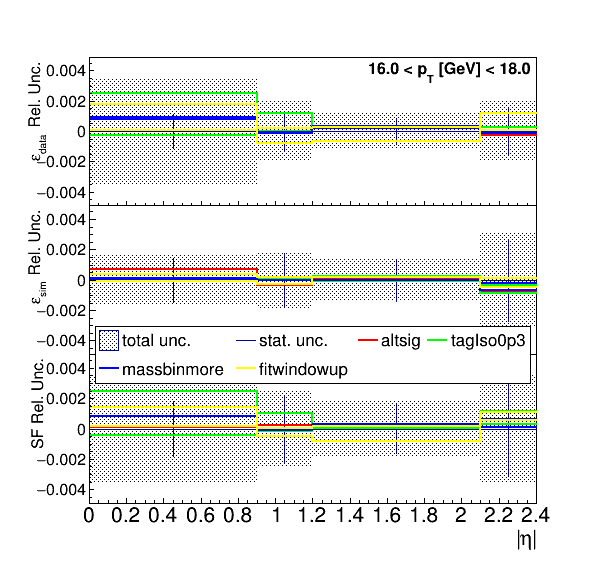 16.0 < p_T [GeV] < 18.0
ε_data Rel. Unc.
0.004
0.002
0
−0.002
−0.004
ε_sim Rel. Unc.
0.004
0.002
0
−0.002
−0.004
total unc. stat. unc. altsig tagIso0p3
massbinmore fitwindowup
SF Rel. Unc.
0.004
0.002
0
−0.002
−0.004
0 0.2 0.4 0.6 0.8 1 1.2 1.4 1.6 1.8 2 2.2 2.4
|η|